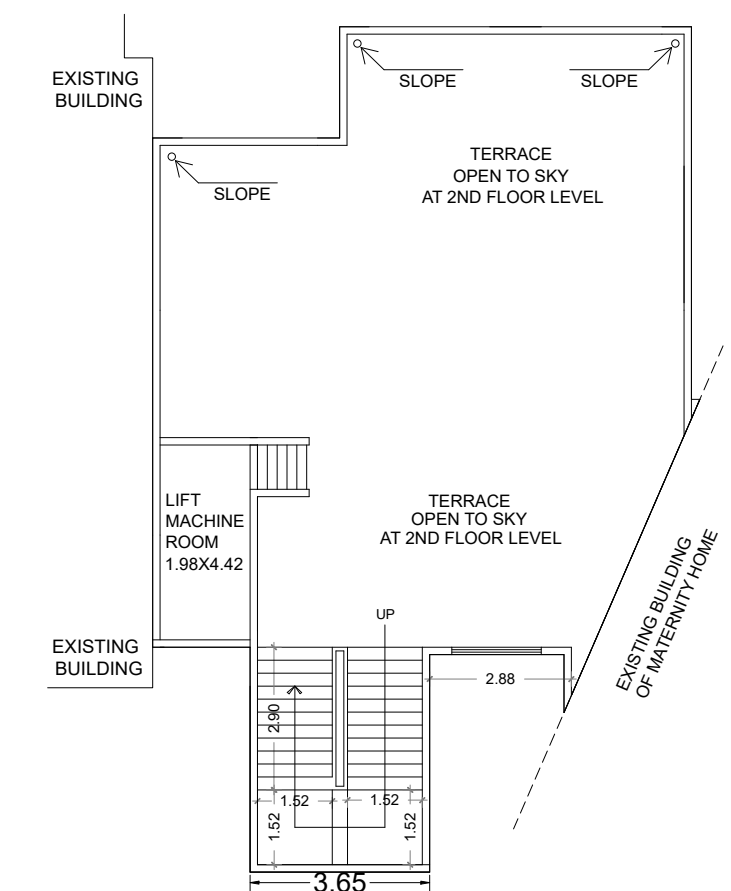 EXISTING
BUILDING
SLOPE
SLOPE
SLOPE
TERRACE
OPEN TO SKY
AT 2ND FLOOR LEVEL
LIFT
MACHINE
ROOM
1.98X4.42
TERRACE
OPEN TO SKY
AT 2ND FLOOR LEVEL
EXISTING BUILDING
OF MATERNITY HOME
UP
EXISTING
BUILDING
2.88
2.90
1.52
1.52
1.52
1.52
3.65